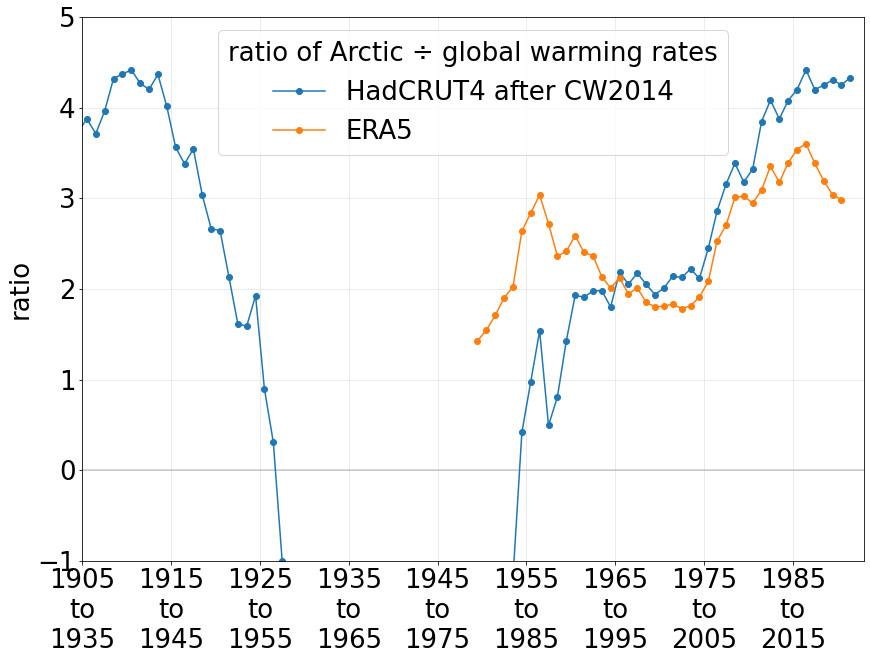 ratio of Arctic ÷ global warming rates
HadCRUT4 after CW2014
ERA5
ratio
5
4
3
2
1
0
−1
1905 1915 1925 1935 1945 1955 1965 1975 1985
to to to to to to to to to
1935 1945 1955 1965 1975 1985 1995 2005 2015